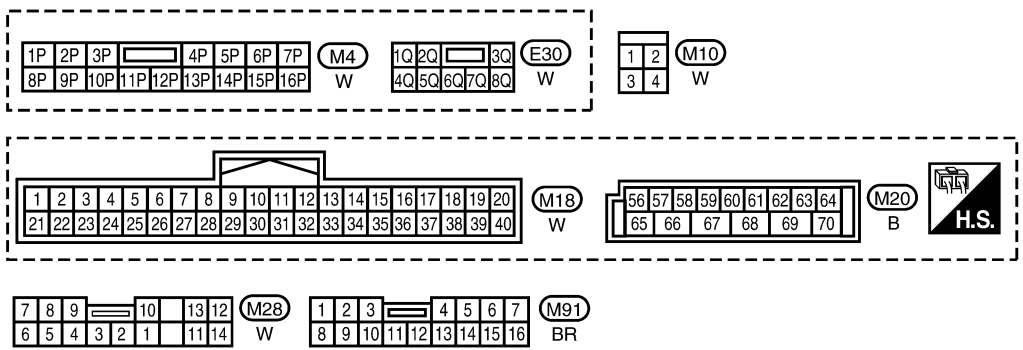 1P 2P 3P 4P 5P 6P 7P
8P 9P 10P 11P 12P 13P 14P 15P 16P
M4
W
1Q 2Q 3Q
4Q 5Q 6Q 7Q 8Q
E30
W
1 2
3 4
M10
W
1 2 3 4 5 6 7 8 9 10 11 12 13 14 15 16 17 18 19 20
21 22 23 24 25 26 27 28 29 30 31 32 33 34 35 36 37 38 39 40
M18
W
56 57 58 59 60 61 62 63 64
65 66 67 68 69 70
M20
B
H.S.
7 8 9 10 13 12
6 5 4 3 2 1 11 14
M28
W
1 2 3 4 5 6 7
8 9 10 11 12 13 14 15 16
M91
BR